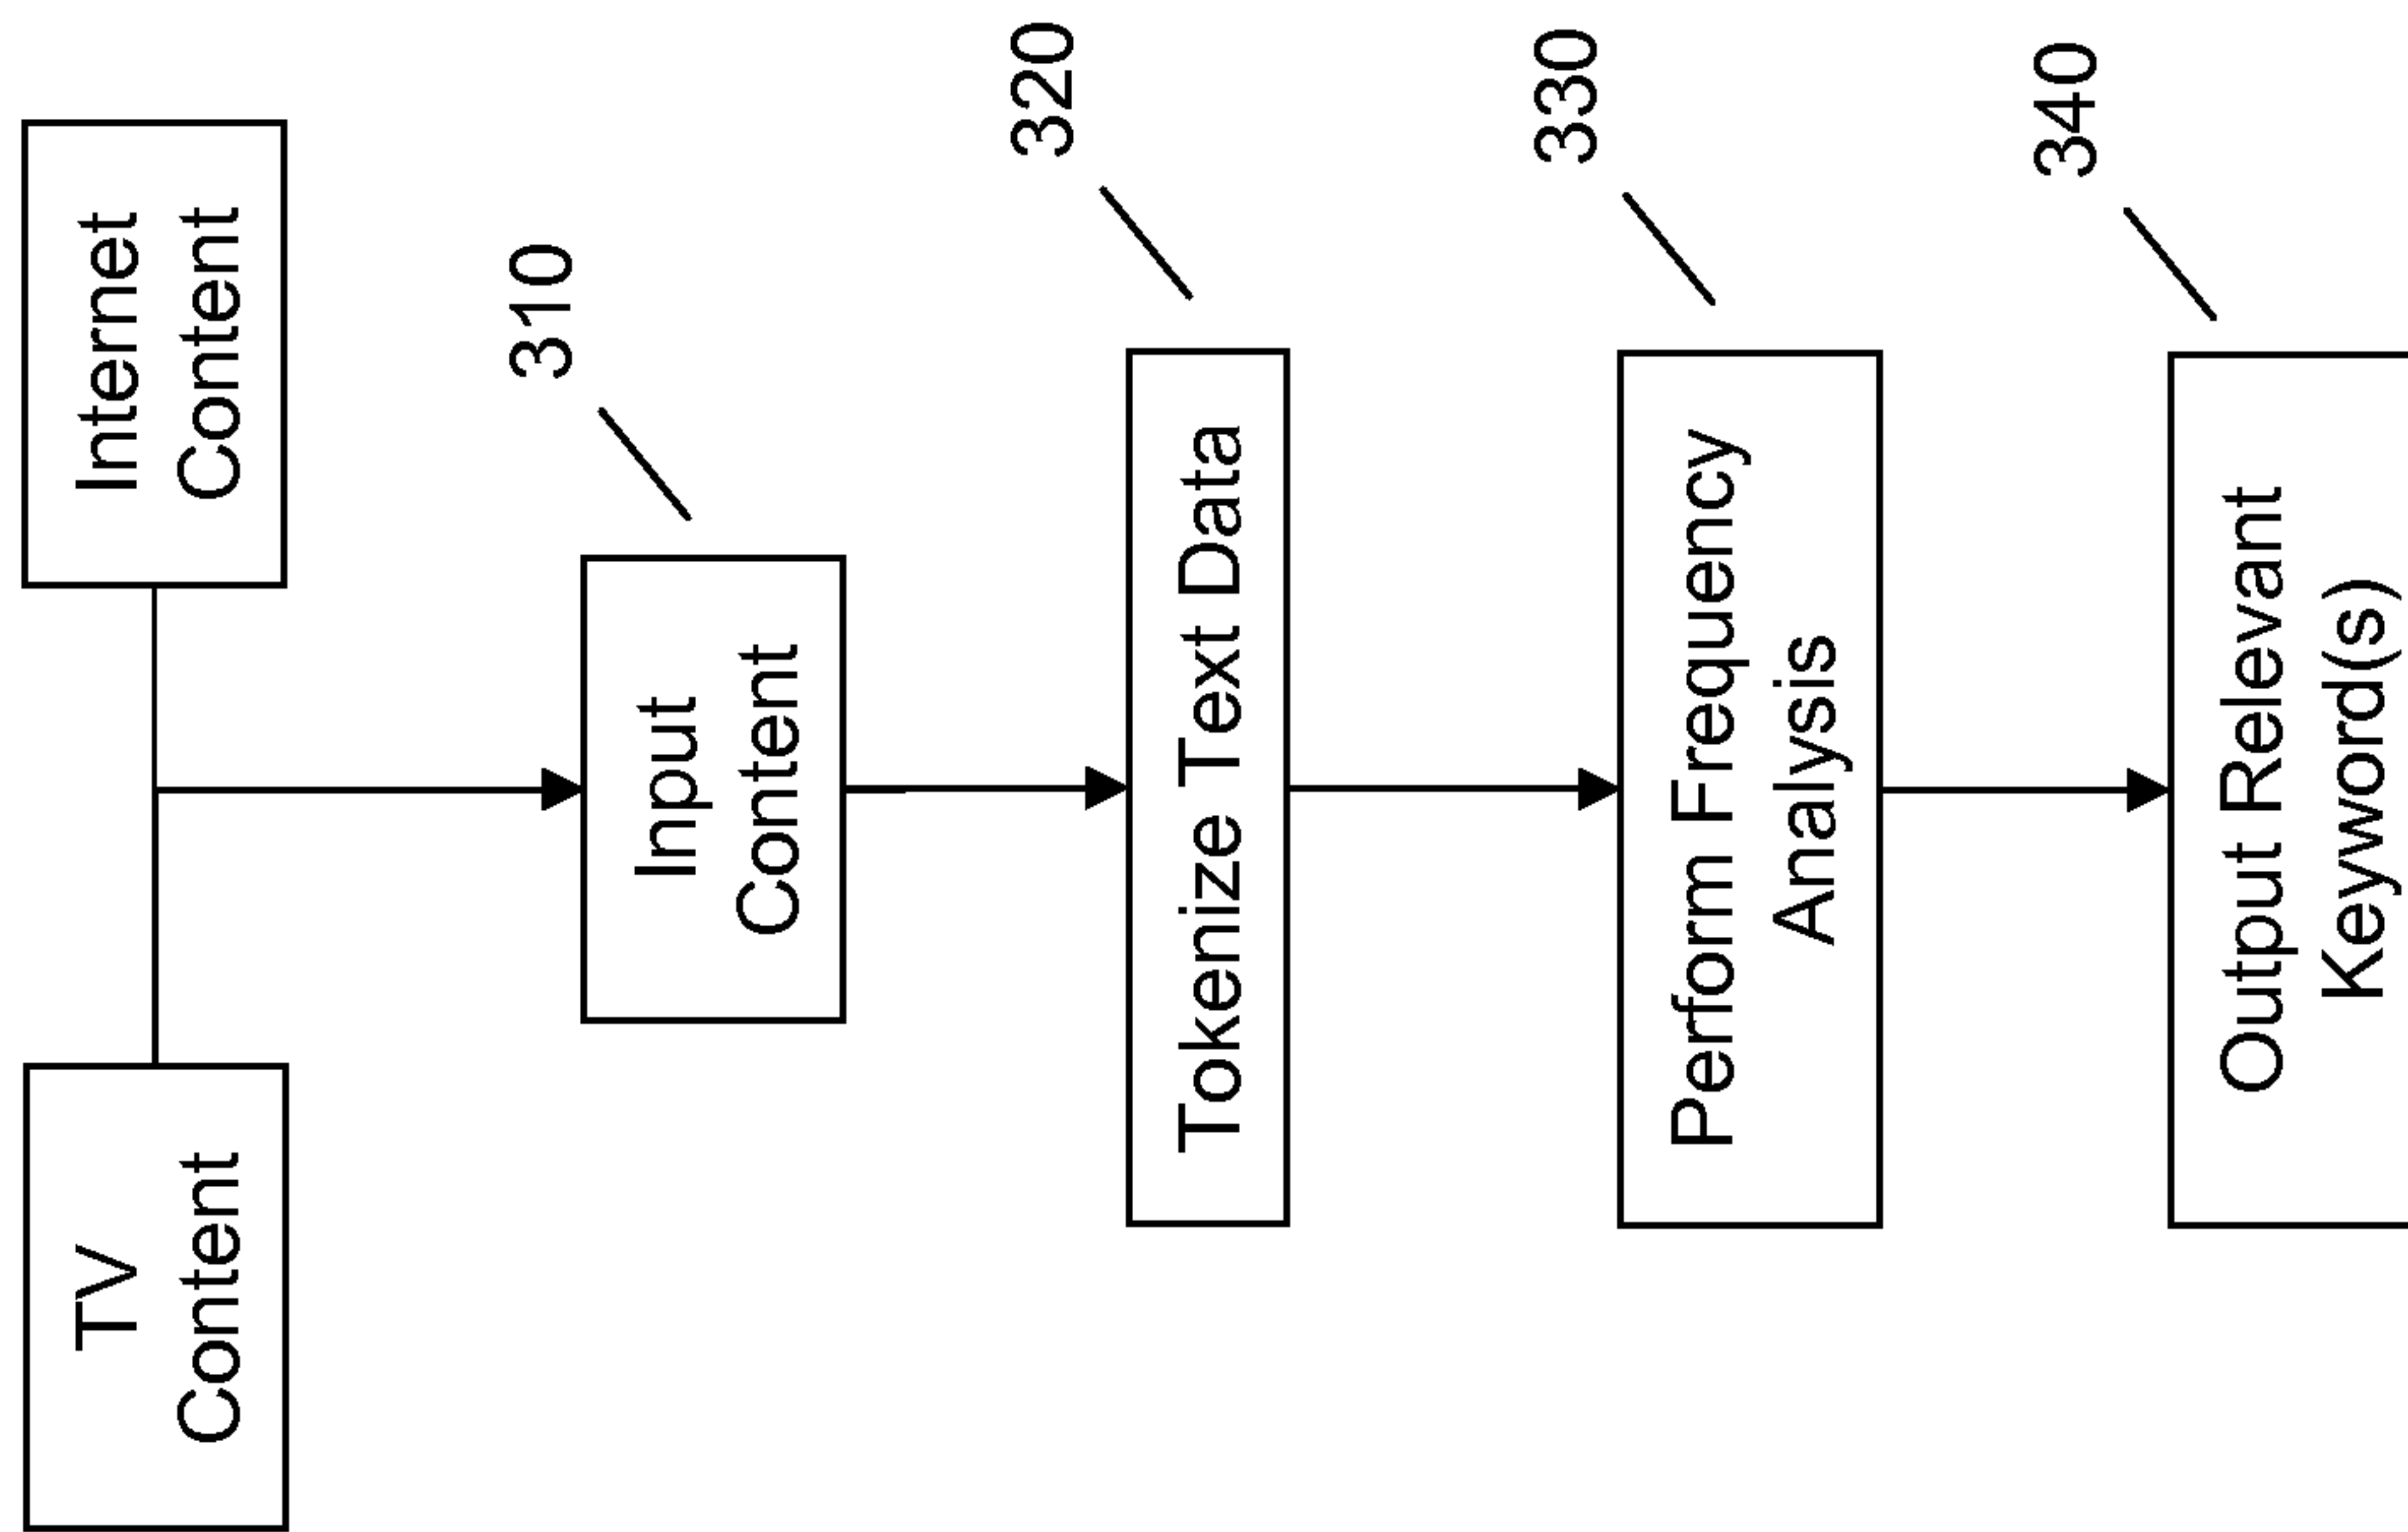 TV
Content
Internet
Content
310
Input
Content
320
Tokenize Text Data
330
Perform Frequency
Analysis
340
Output Relevant
Keyword(s)